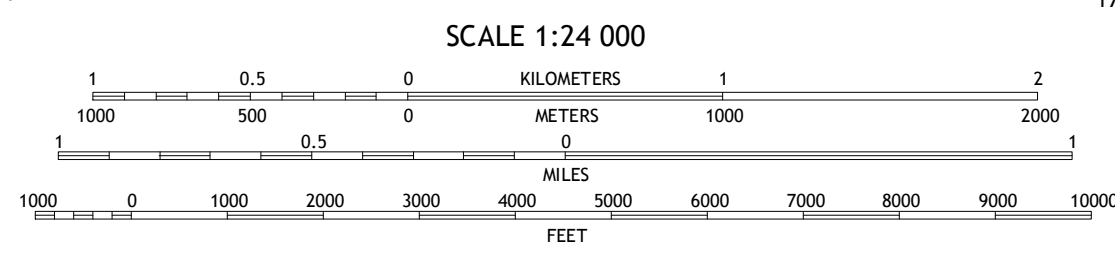 17
SCALE 1:24 000
1 0.5 0 KILOMETERS 1 2
1000 500 0 METERS 1000 2000
1 0.5 0 1
MILES
1000 0 1000 2000 3000 4000 5000 6000 7000 8000 9000 10000
FEET